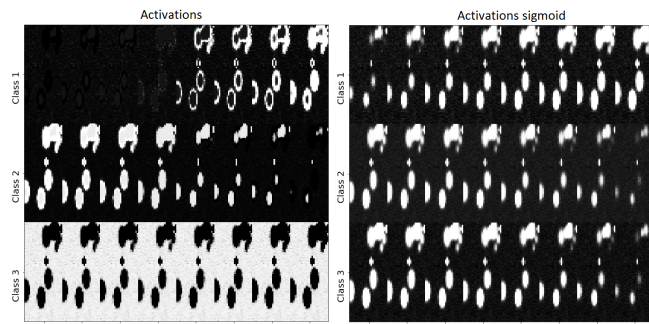 Activations
Class 1
Class 2
Class 3
Activations sigmoid
Class 1
Class 2
Class 3